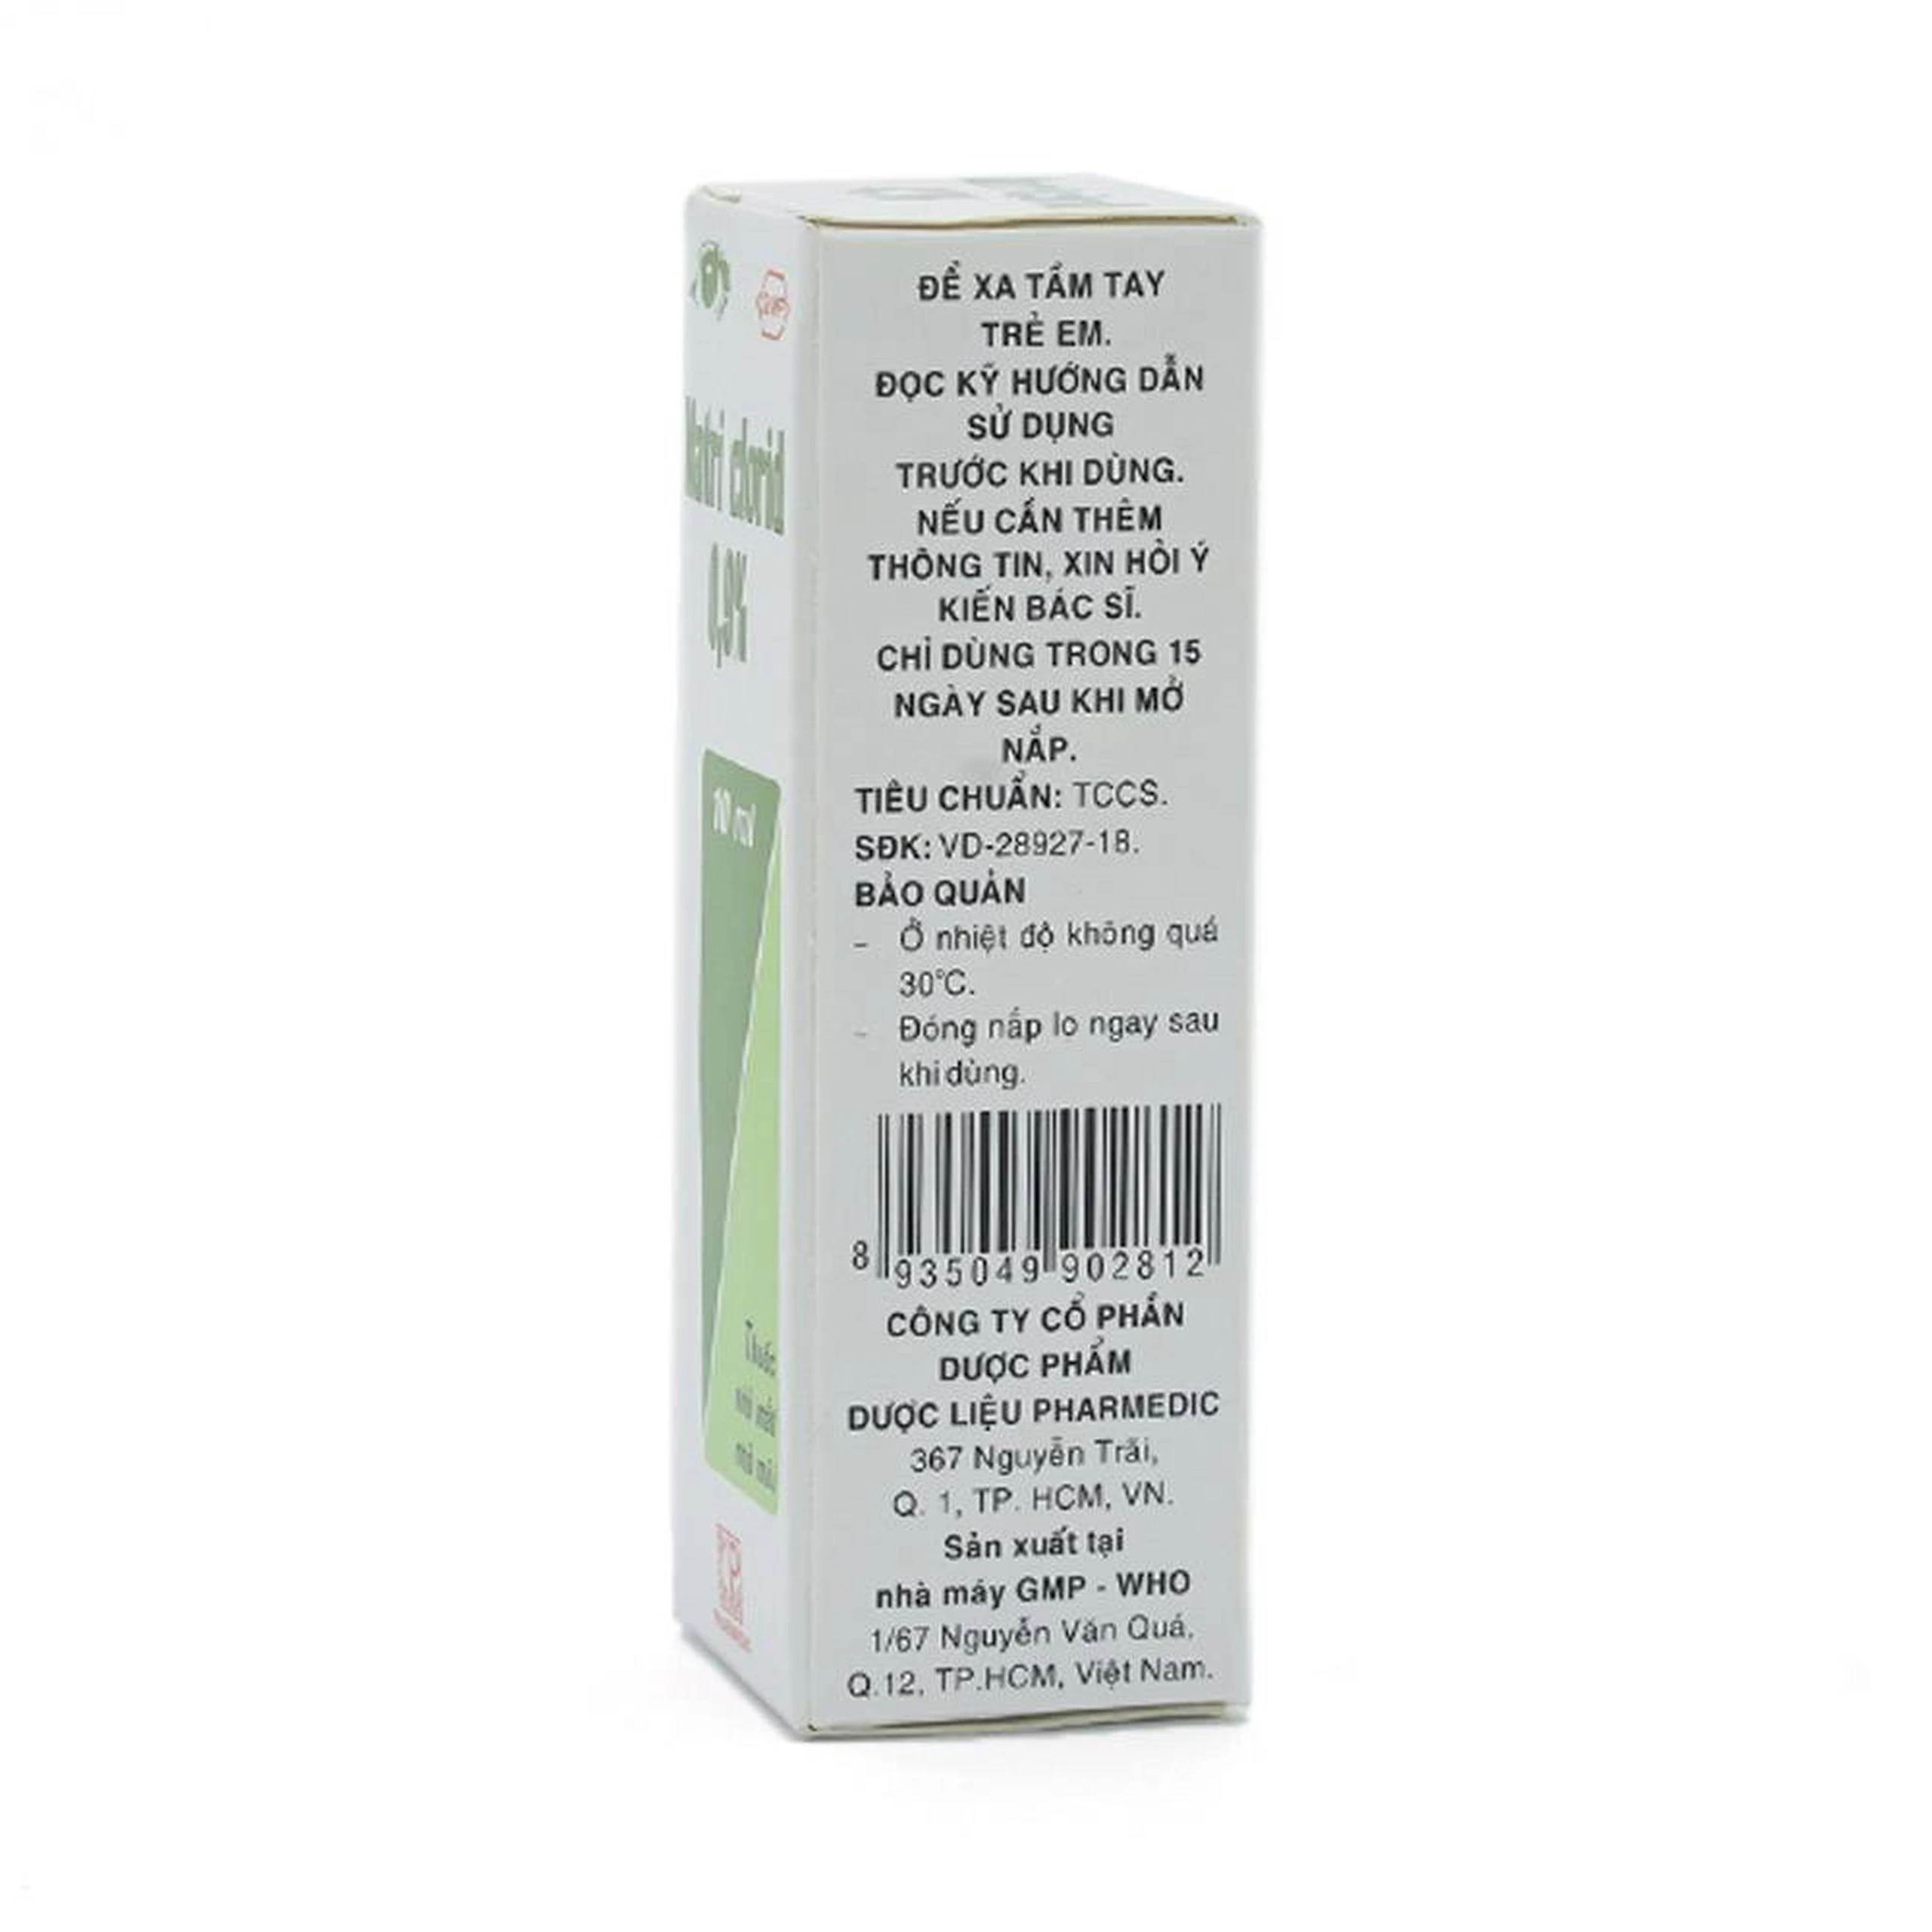 Natri clorid
0,9%
10 ml
Thuốc
nhỏ mắt
nhỏ mũi
ĐỂ XA TẦM TAY
TRẺ EM.
ĐỌC KỸ HƯỚNG DẪN
SỬ DỤNG
TRƯỚC KHI DÙNG.
NẾU CẦN THÊM
THÔNG TIN, XIN HỎI Ý
KIẾN BÁC SĨ.
CHỈ DÙNG TRONG 15
NGÀY SAU KHI MỞ
NẮP.
TIÊU CHUẨN: TCCS.
SĐK: VD-28927-18.
BẢO QUẢN
– Ở nhiệt độ không quá
30°C.
– Đóng nắp lọ ngay sau
khi dùng.
8 935049 902812
CÔNG TY CỔ PHẦN
DƯỢC PHẨM
DƯỢC LIỆU PHARMEDIC
367 Nguyễn Trãi,
Q. 1, TP. HCM, VN.
Sản xuất tại
nhà máy GMP - WHO
1/67 Nguyễn Văn Quá,
Q.12, TP.HCM, Việt Nam.